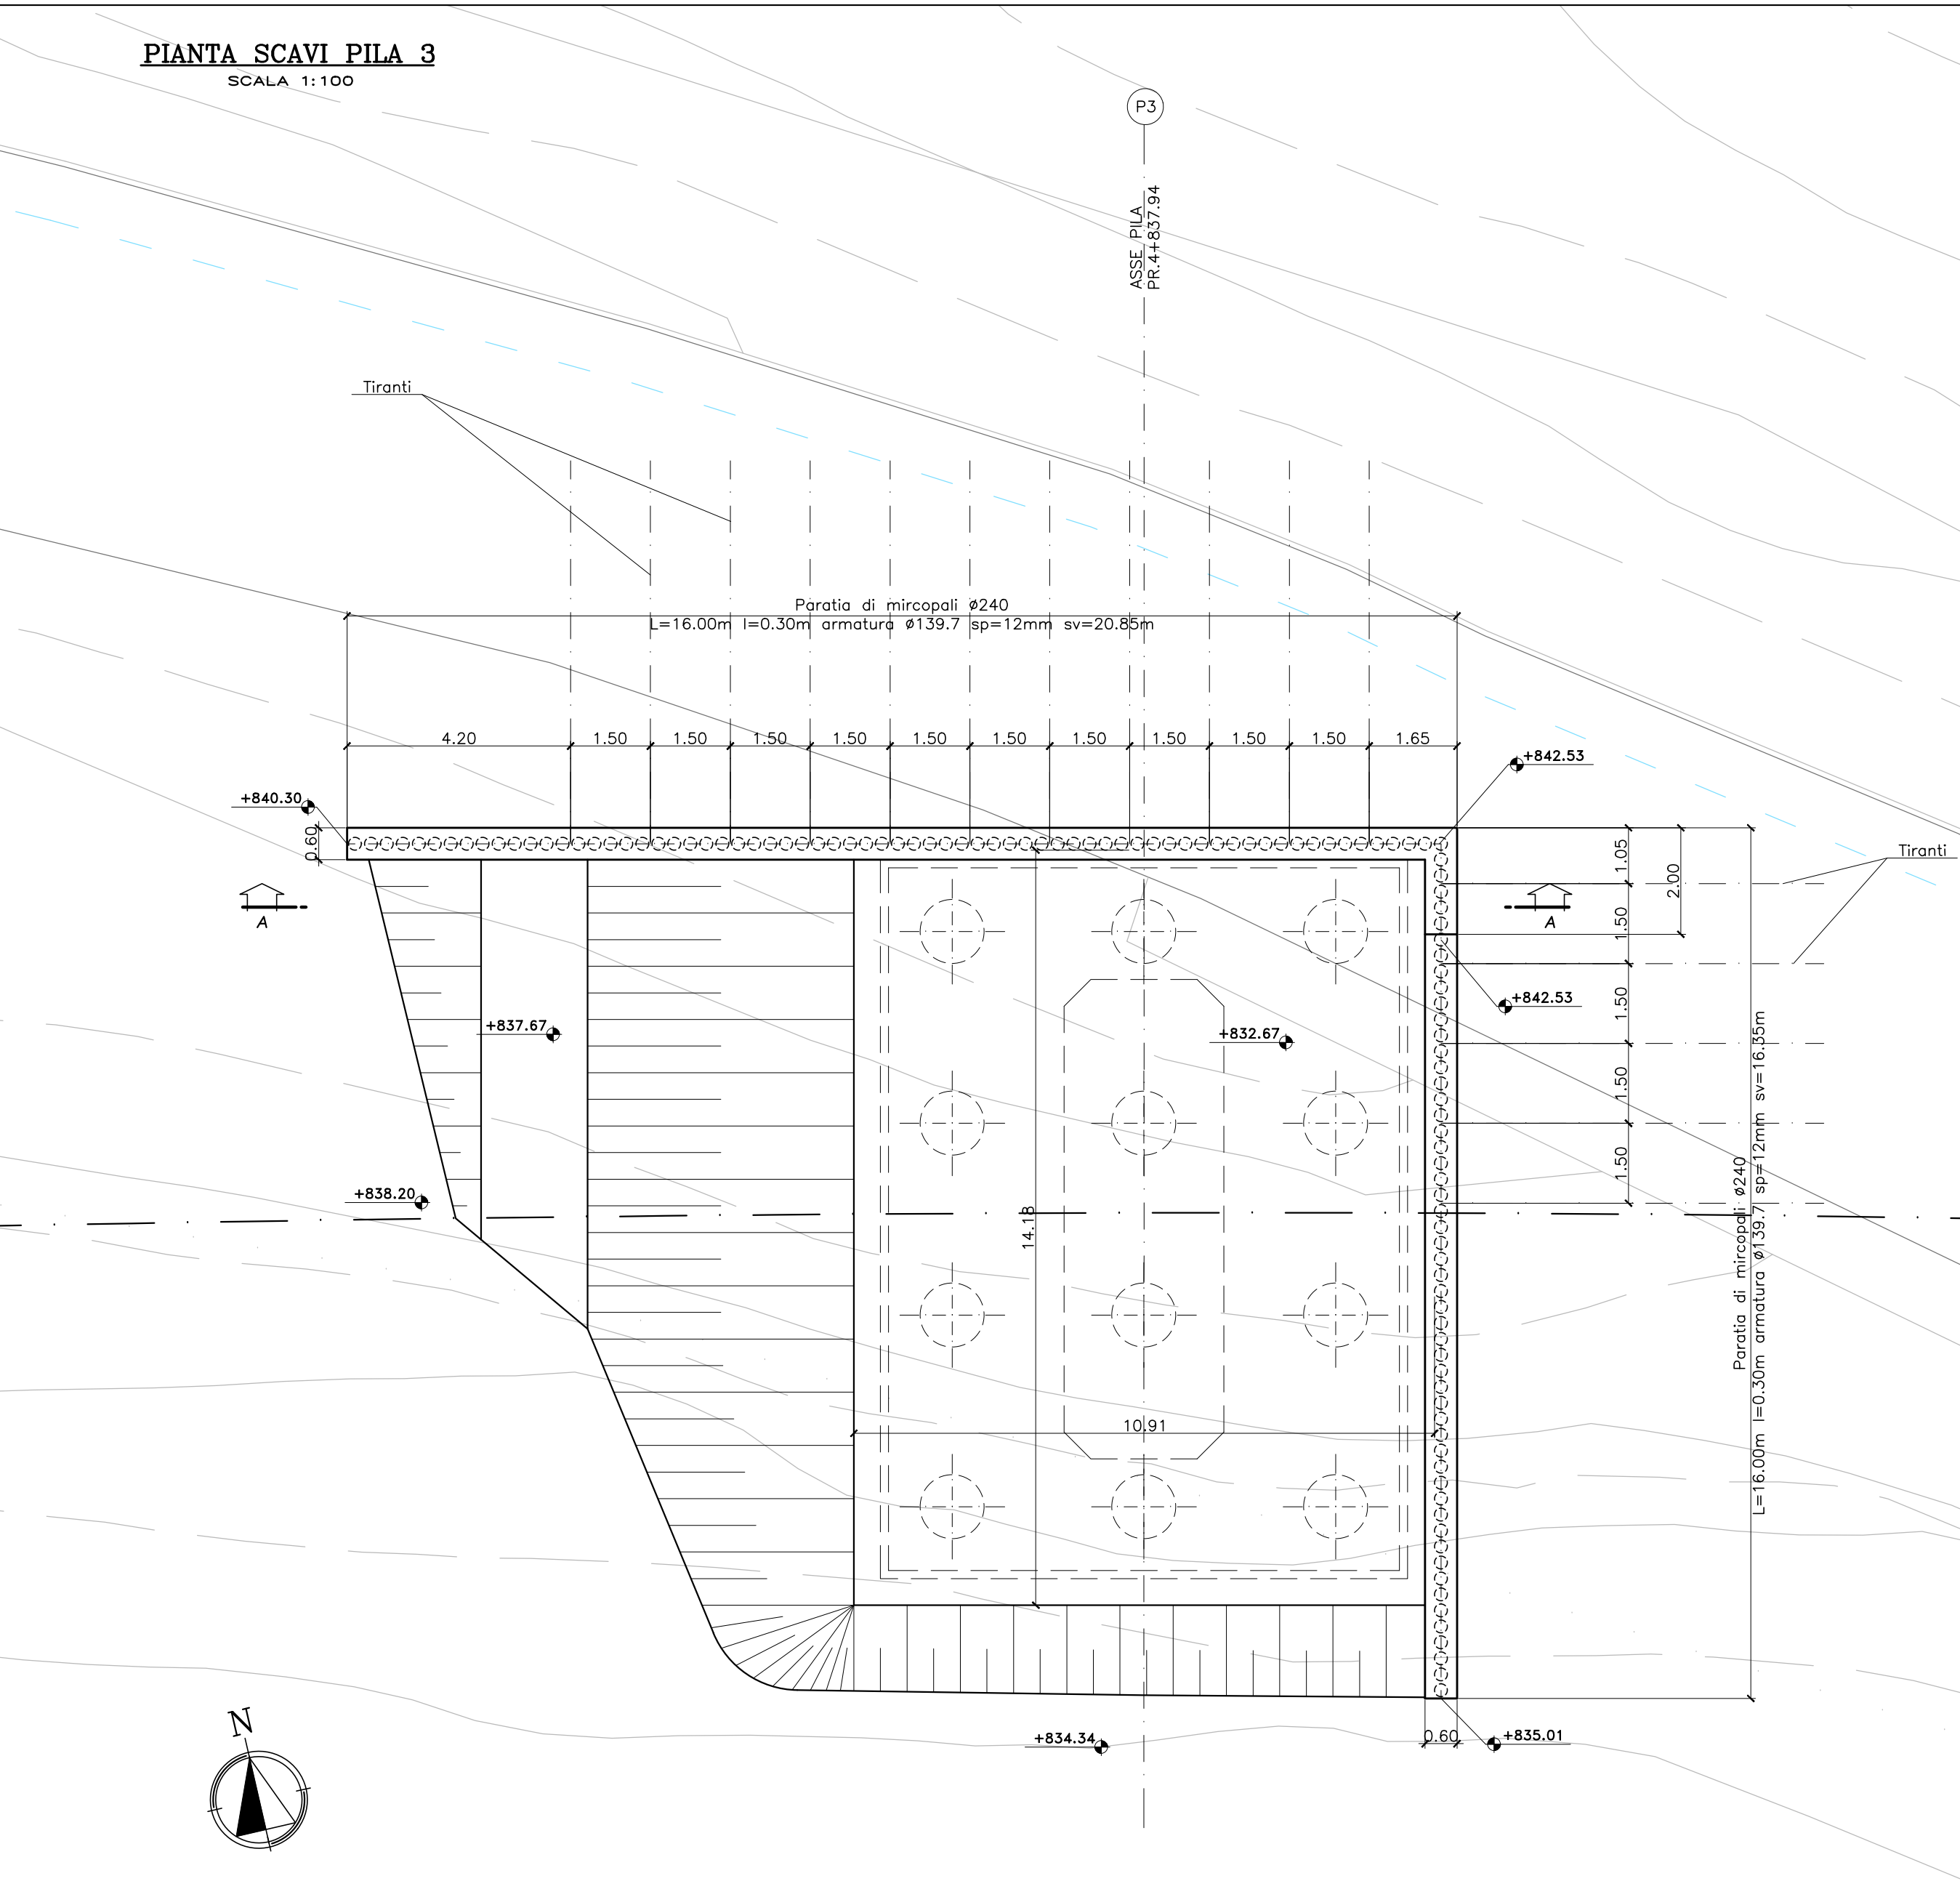 PIANTA SCAVI PILA 3
SCALA 1:100
P3
ASSE PILA
PR.4+837.94
Tiranti
Paratia di mircopali ø240
L=16.00m I=0.30m armatura ø139.7 sp=12mm sv=20.85m
4.20
1.50
1.50
1.50
1.50
1.50
1.50
1.50
1.50
1.50
1.50
1.65
+842.53
+840.30
0.60
1.05
2.00
Tiranti
A
A
1.50
+842.53
+837.67
+832.67
1.50
1.50
1.50
+838.20
14.18
Paratia di mircopali ø240
L=16.00m I=0.30m armatura ø139.7 sp=12mm sv=16.35m
10.91
N
+834.34
0.60
+835.01